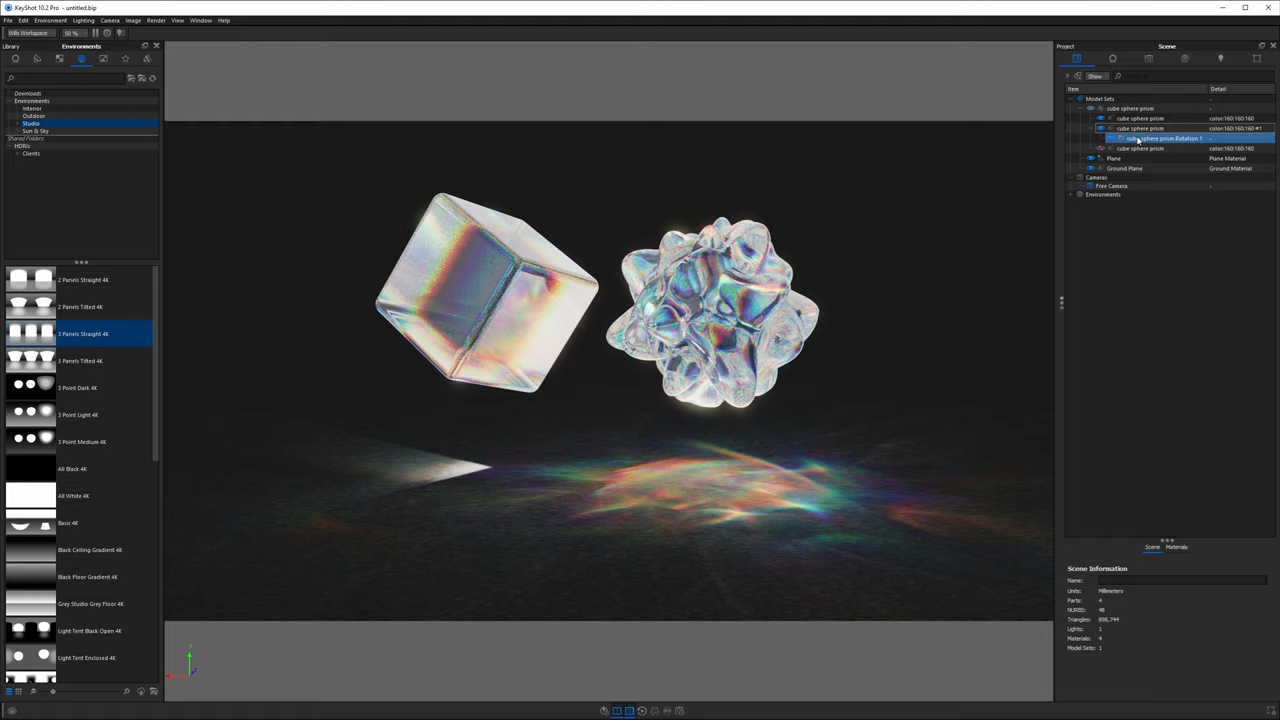 KeyShot 10.2 Pro - untitled.bip
File Edit Environment Lighting Camera Image Render View Window Help
Wills Workspace 50 %
Library Environments
Downloads
Environments
Interior
Outdoor
Studio
Sun & Sky
Shared Folders
HDRIs
Clients
2 Panels Straight 4K
2 Panels Tilted 4K
3 Panels Straight 4K
3 Panels Tilted 4K
3 Point Dark 4K
3 Point Light 4K
3 Point Medium 4K
All Black 4K
All White 4K
Basic 4K
Black Ceiling Gradient 4K
Black Floor Gradient 4K
Grey Studio Grey Floor 4K
Light Tent Black Open 4K
Light Tent Enclosed 4K
Project Scene
Show
Item Detail
Model Sets -
cube sphere prism -
cube sphere prism color:160:160:160
cube sphere prism color:160:160:160 #1
cube sphere prism Rotation 1 -
cube sphere prism color:160:160:160
Plane Plane Material
Ground Plane Ground Material
Cameras
Free Camera -
Environments -
Scene Materials
Scene Information
Name:
Units: Millimeters
Parts: 4
NURBS: 48
Triangles: 898,744
Lights: 1
Materials: 4
Model Sets: 1